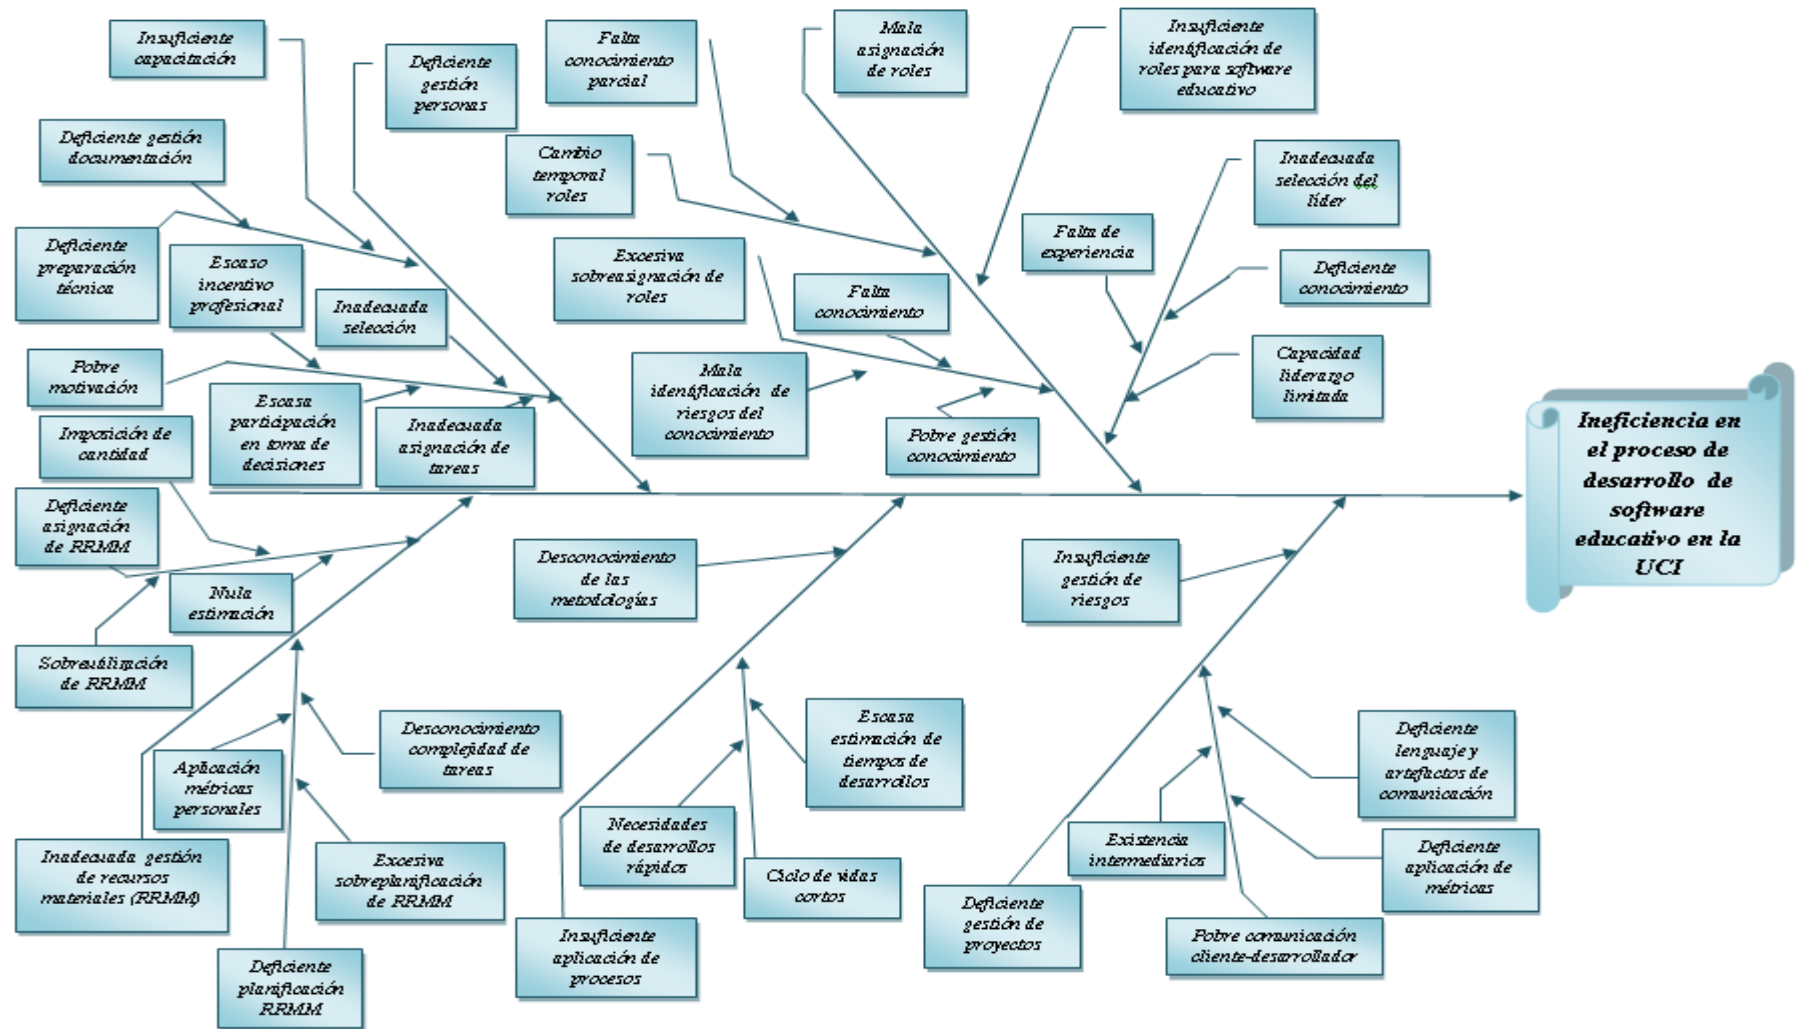 Insuficiente
capacitación
Deficiente
gestión
personas
Falta
conocimiento
parcial
Mala
asignación
de roles
Insuficiente
identificación de
roles para software
educativo
Deficiente gestión
documentación
Cambio
temporal
roles
Inadecuada
selección del
líder
Deficiente
preparación
técnica
Escaso
incentivo
profesional
Inadecuada
selección
Excesiva
sobreasignación de
roles
Falta
conocimiento
Falta de
experiencia
Deficiente
conocimiento
Pobre
motivación
Escasa
participación
en toma de
decisiones
Inadecuada
asignación de
tareas
Mala
identificación de
riesgos del
conocimiento
Pobre gestión
conocimiento
Capacidad
liderazgo
limitada
Imposición de
cantidad
Ineficiencia en
el proceso de
desarrollo de
software
educativo en la
UCI
Deficiente
asignación
de RRMM
Nula
estimación
Desconocimiento
de las
metodologías
Insuficiente
gestión de
riesgos
Sobreutilización
de RRMM
Aplicación
métricas
personales
Desconocimiento
complejidad de
tareas
Escasa
estimación de
tiempos de
desarrollos
Deficiente
lenguaje y
artefactos de
comunicación
Inadecuada gestión
de recursos
materiales (RRMM)
Excesiva
sobreplanificación
de RRMM
Necesidades
de desarrollos
rápidos
Ciclo de vidas
cortos
Existencia
intermediarios
Deficiente
aplicación de
métricas
Deficiente
planificación
RRMM
Insuficiente
aplicación de
procesos
Deficiente
gestión de
proyectos
Pobre comunicación
cliente-desarrollador